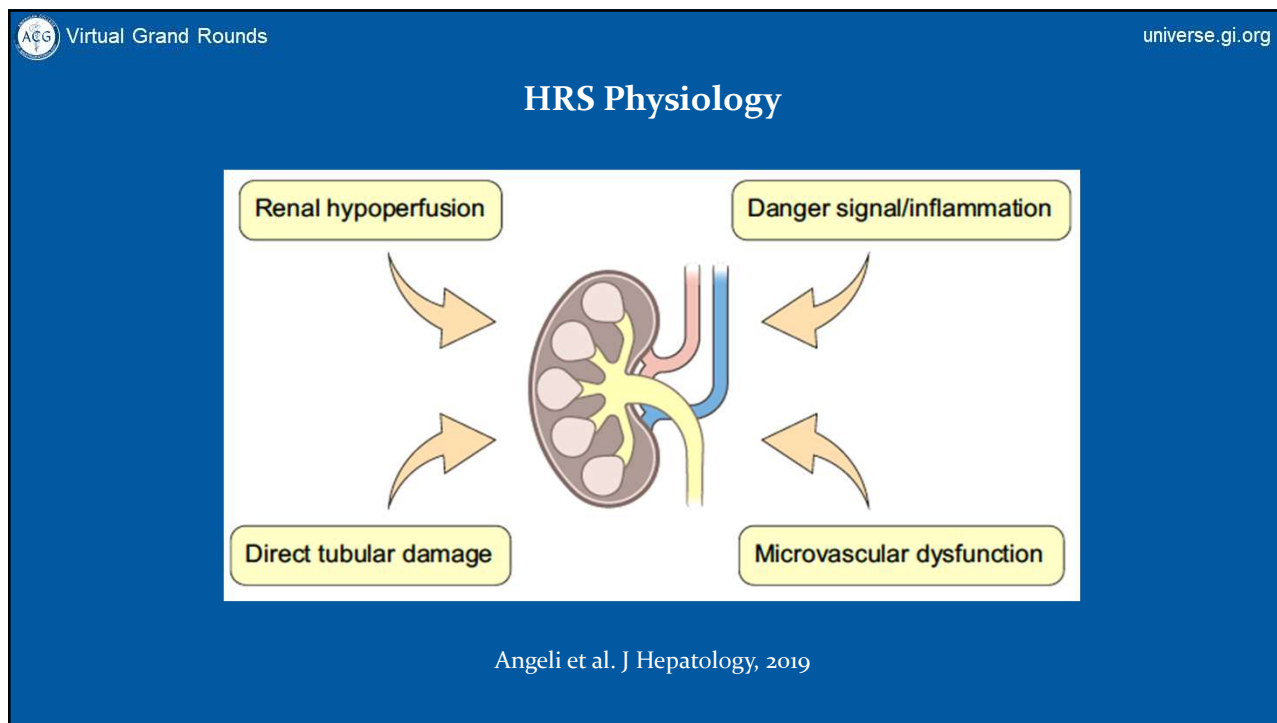 ACG Virtual Grand Rounds
universe.gi.org
HRS Physiology
Renal hypoperfusion
Danger signal/inflammation
Direct tubular damage
Microvascular dysfunction
Angeli et al. J Hepatology, 2019